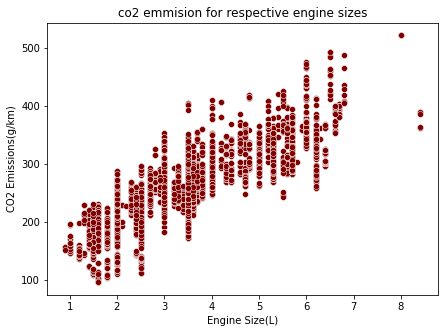 co2 emmision for respective engine sizes
CO2 Emissions(g/km)
500
400
300
200
100
1 2 3 4 5 6 7 8
Engine Size(L)